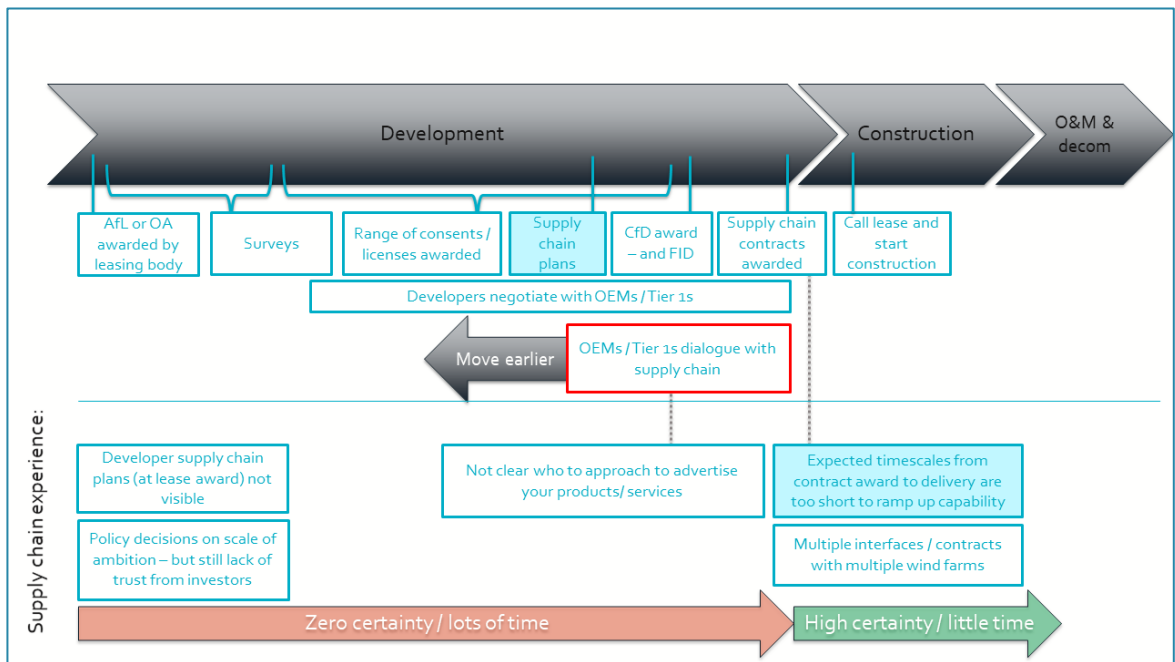 Development
Construction
O&M &
decom
AfL or OA
awarded by
leasing body
Surveys
Range of consents /
licenses awarded
Supply
chain
plans
CfD award
– and FID
Supply chain
contracts
awarded
Call lease and
start
construction
Developers negotiate with OEMs / Tier 1s
Move earlier
OEMs / Tier 1s dialogue with
supply chain
Supply chain experience:
Developer supply chain
plans (at lease award) not
visible
Not clear who to approach to advertise
your products/ services
Expected timescales from
contract award to delivery are
too short to ramp up capability
Policy decisions on scale of
ambition – but still lack of
trust from investors
Multiple interfaces / contracts
with multiple wind farms
Zero certainty / lots of time
High certainty / little time